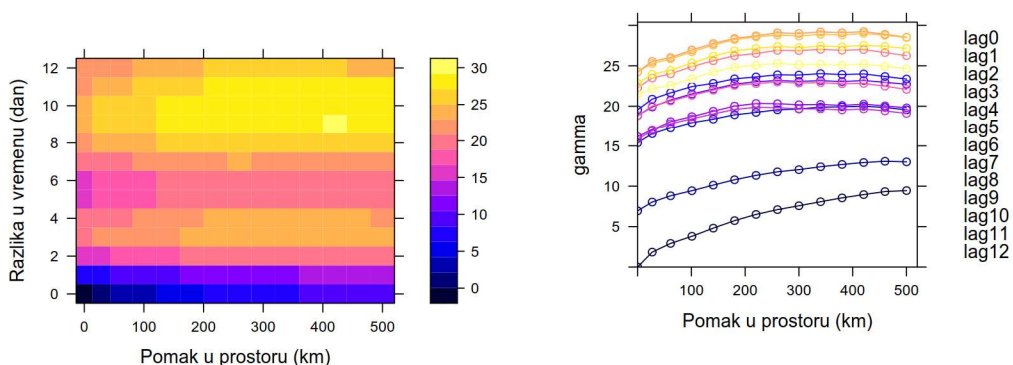 12
10
8
6
4
2
0
Razlika u vremenu (dan)
0
100
200
300
400
500
Pomak u prostoru (km)
30
25
20
15
10
5
0
25
20
15
10
5
gamma
100
200
300
400
500
Pomak u prostoru (km)
lag0
lag1
lag2
lag3
lag4
lag5
lag6
lag7
lag8
lag9
lag10
lag11
lag12